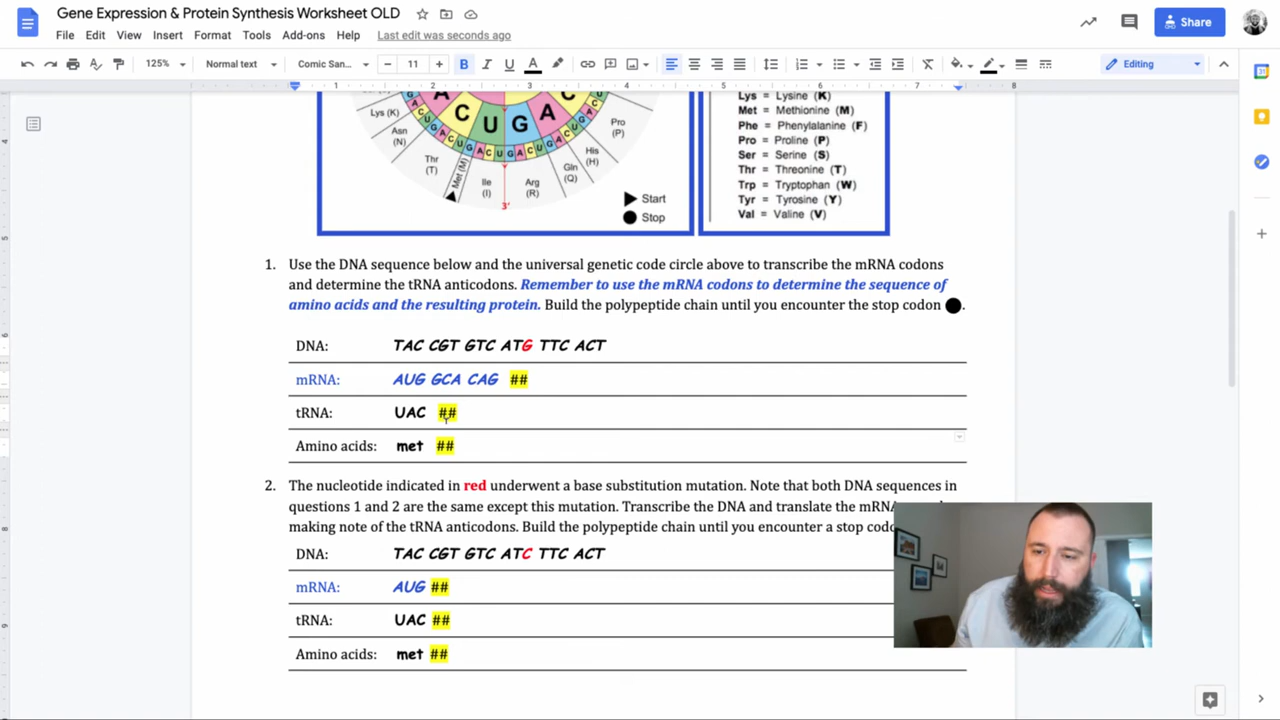 Gene Expression & Protein Synthesis Worksheet OLD
File Edit View Insert Format Tools Add-ons Help Last edit was seconds ago
Share
125% Normal text Comic San... 11 B I U A Editing
1 2 3 4 5 6 7 8
Lys (K)
Asn (N)
Thr (T)
Met (M)
Ile (I)
Arg (R)
Gln (Q)
His (H)
Pro (P)
A C U G A C
3'
Start
Stop
Lys = Lysine (K)
Met = Methionine (M)
Phe = Phenylalanine (F)
Pro = Proline (P)
Ser = Serine (S)
Thr = Threonine (T)
Trp = Tryptophan (W)
Tyr = Tyrosine (Y)
Val = Valine (V)
1. Use the DNA sequence below and the universal genetic code circle above to transcribe the mRNA codons
and determine the tRNA anticodons. Remember to use the mRNA codons to determine the sequence of
amino acids and the resulting protein. Build the polypeptide chain until you encounter the stop codon .
DNA: TAC CGT GTC ATG TTC ACT
mRNA: AUG GCA CAG ##
tRNA: UAC ##
Amino acids: met ##
2. The nucleotide indicated in red underwent a base substitution mutation. Note that both DNA sequences in
questions 1 and 2 are the same except this mutation. Transcribe the DNA and translate the
making note of the tRNA anticodons. Build the polypeptide chain until you encounter a stop
DNA: TAC CGT GTC ATC TTC ACT
mRNA: AUG ##
tRNA: UAC ##
Amino acids: met ##